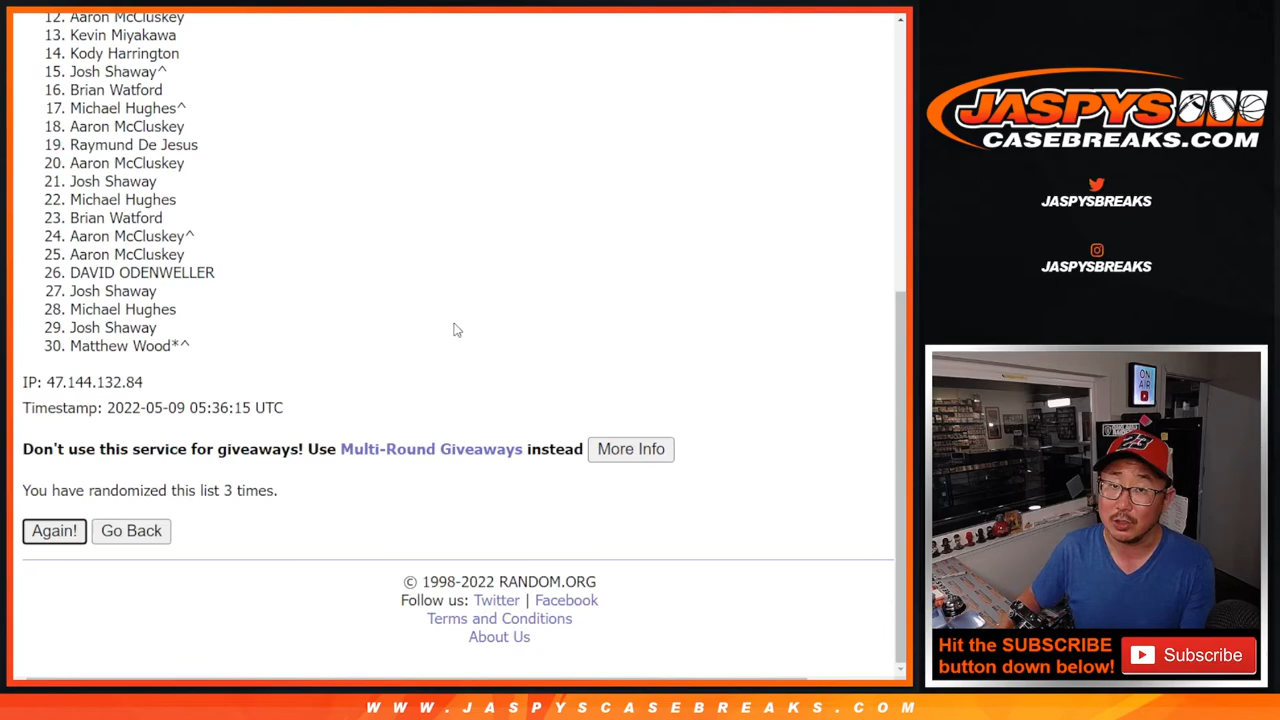 12. Aaron McCluskey
13. Kevin Miyakawa
14. Kody Harrington
15. Josh Shaway^
16. Brian Watford
17. Michael Hughes^
18. Aaron McCluskey
19. Raymund De Jesus
20. Aaron McCluskey
21. Josh Shaway
22. Michael Hughes
23. Brian Watford
24. Aaron McCluskey^
25. Aaron McCluskey
26. DAVID ODENWELLER
27. Josh Shaway
28. Michael Hughes
29. Josh Shaway
30. Matthew Wood*^
IP: 47.144.132.84
Timestamp: 2022-05-09 05:36:15 UTC
Don't use this service for giveaways! Use Multi-Round Giveaways instead More Info
You have randomized this list 3 times.
Again! Go Back
© 1998-2022 RANDOM.ORG
Follow us: Twitter | Facebook
Terms and Conditions
About Us
JASPYS
CASEBREAKS.COM
JASPYSBREAKS
JASPYSBREAKS
ON
AIR
23
Hit the SUBSCRIBE
button down below!
Subscribe
WWW.JASPYSCASEBREAKS.COM